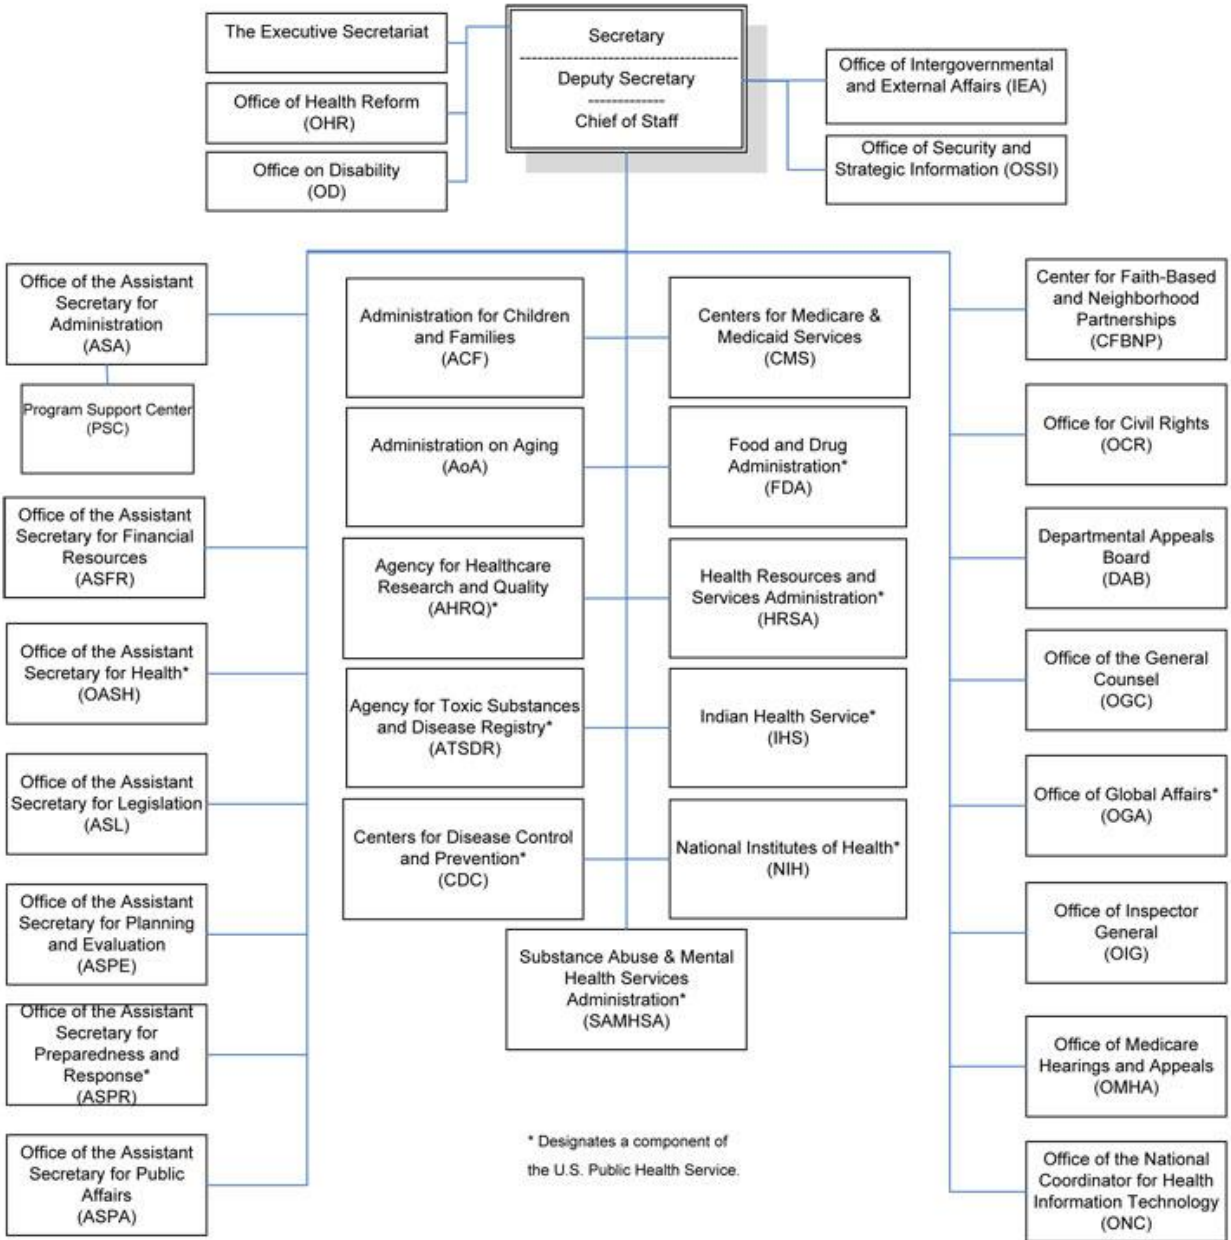 The Executive Secretariat
Office of Health Reform
(OHR)
Office on Disability
(OD)
Secretary
Deputy Secretary
Chief of Staff
Office of Intergovernmental
and External Affairs (IEA)
Office of Security and
Strategic Information (OSSI)
Office of the Assistant
Secretary for
Administration
(ASA)
Program Support Center
(PSC)
Office of the Assistant
Secretary for Financial
Resources
(ASFR)
Office of the Assistant
Secretary for Health*
(OASH)
Office of the Assistant
Secretary for Legislation
(ASL)
Office of the Assistant
Secretary for Planning
and Evaluation
(ASPE)
Office of the Assistant
Secretary for
Preparedness and
Response*
(ASPR)
Office of the Assistant
Secretary for Public
Affairs
(ASPA)
Administration for Children
and Families
(ACF)
Administration on Aging
(AoA)
Agency for Healthcare
Research and Quality
(AHRQ)*
Agency for Toxic Substances
and Disease Registry*
(ATSDR)
Centers for Disease Control
and Prevention*
(CDC)
Centers for Medicare &
Medicaid Services
(CMS)
Food and Drug
Administration*
(FDA)
Health Resources and
Services Administration*
(HRSA)
Indian Health Service*
(IHS)
National Institutes of Health*
(NIH)
Substance Abuse & Mental
Health Services
Administration*
(SAMHSA)
Center for Faith-Based
and Neighborhood
Partnerships
(CFBNP)
Office for Civil Rights
(OCR)
Departmental Appeals
Board
(DAB)
Office of the General
Counsel
(OGC)
Office of Global Affairs*
(OGA)
Office of Inspector
General
(OIG)
Office of Medicare
Hearings and Appeals
(OMHA)
Office of the National
Coordinator for Health
Information Technology
(ONC)
* Designates a component of
the U.S. Public Health Service.